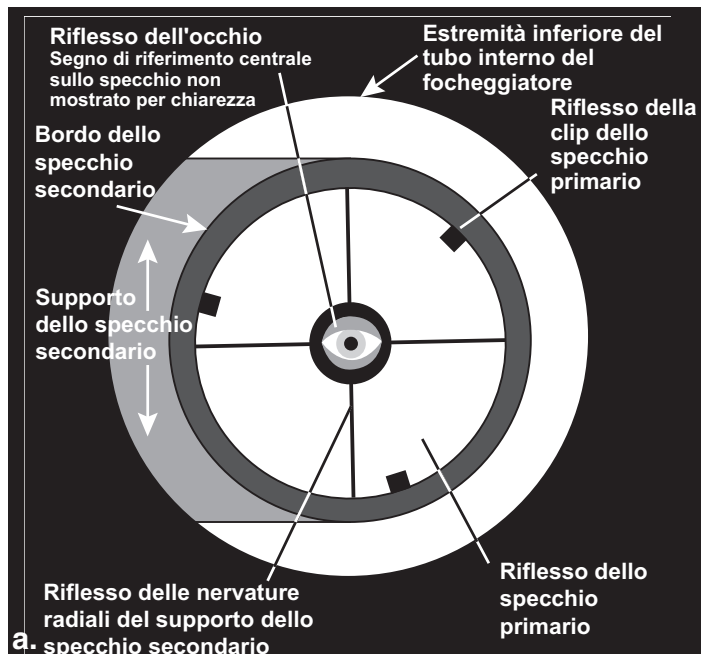 Riflesso dell'occhio
Segno di riferimento centrale
sullo specchio non
mostrato per chiarezza
Estremità inferiore del
tubo interno del
focheggiatore
Riflesso della
clip dello
specchio
primario
Bordo dello
specchio
secondario
Supporto
dello specchio
secondario
Riflesso delle nervature
radiali del supporto dello
specchio secondario
Riflesso dello
specchio
primario
a.